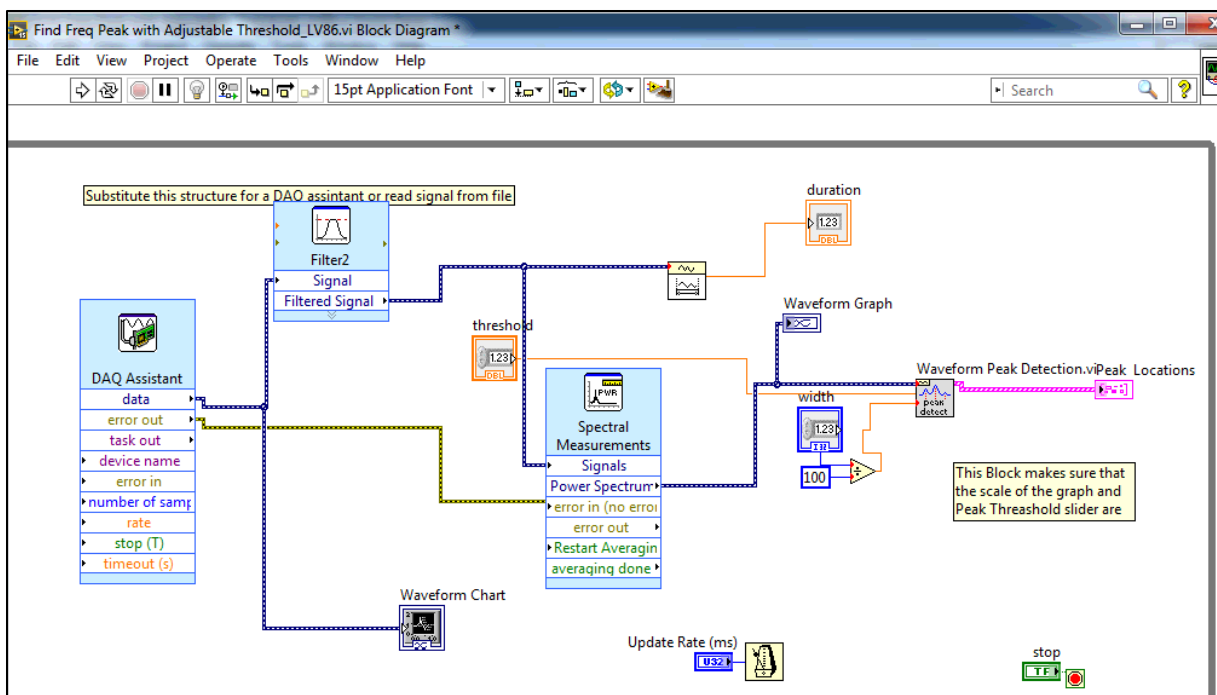 Find Freq Peak with Adjustable Threshold_LV86.vi Block Diagram *
File Edit View Project Operate Tools Window Help
15pt Application Font
Search
Substitute this structure for a DAQ assintant or read signal from file
duration
1.23
DBL
Filter2
Signal
Filtered Signal
Waveform Graph
threshold
1.23
DBL
DAQ Assistant
data
error out
task out
device name
error in
number of samp
rate
stop (T)
timeout (s)
PWR
Spectral
Measurements
Signals
Power Spectrum
error in (no error
error out
Restart Averagin
averaging done
Waveform Peak Detection.vi
Peak Locations
peak
detect
width
1.23
I32
100
This Block makes sure that
the scale of the graph and
Peak Threashold slider are
Waveform Chart
Update Rate (ms)
U32
stop
TF